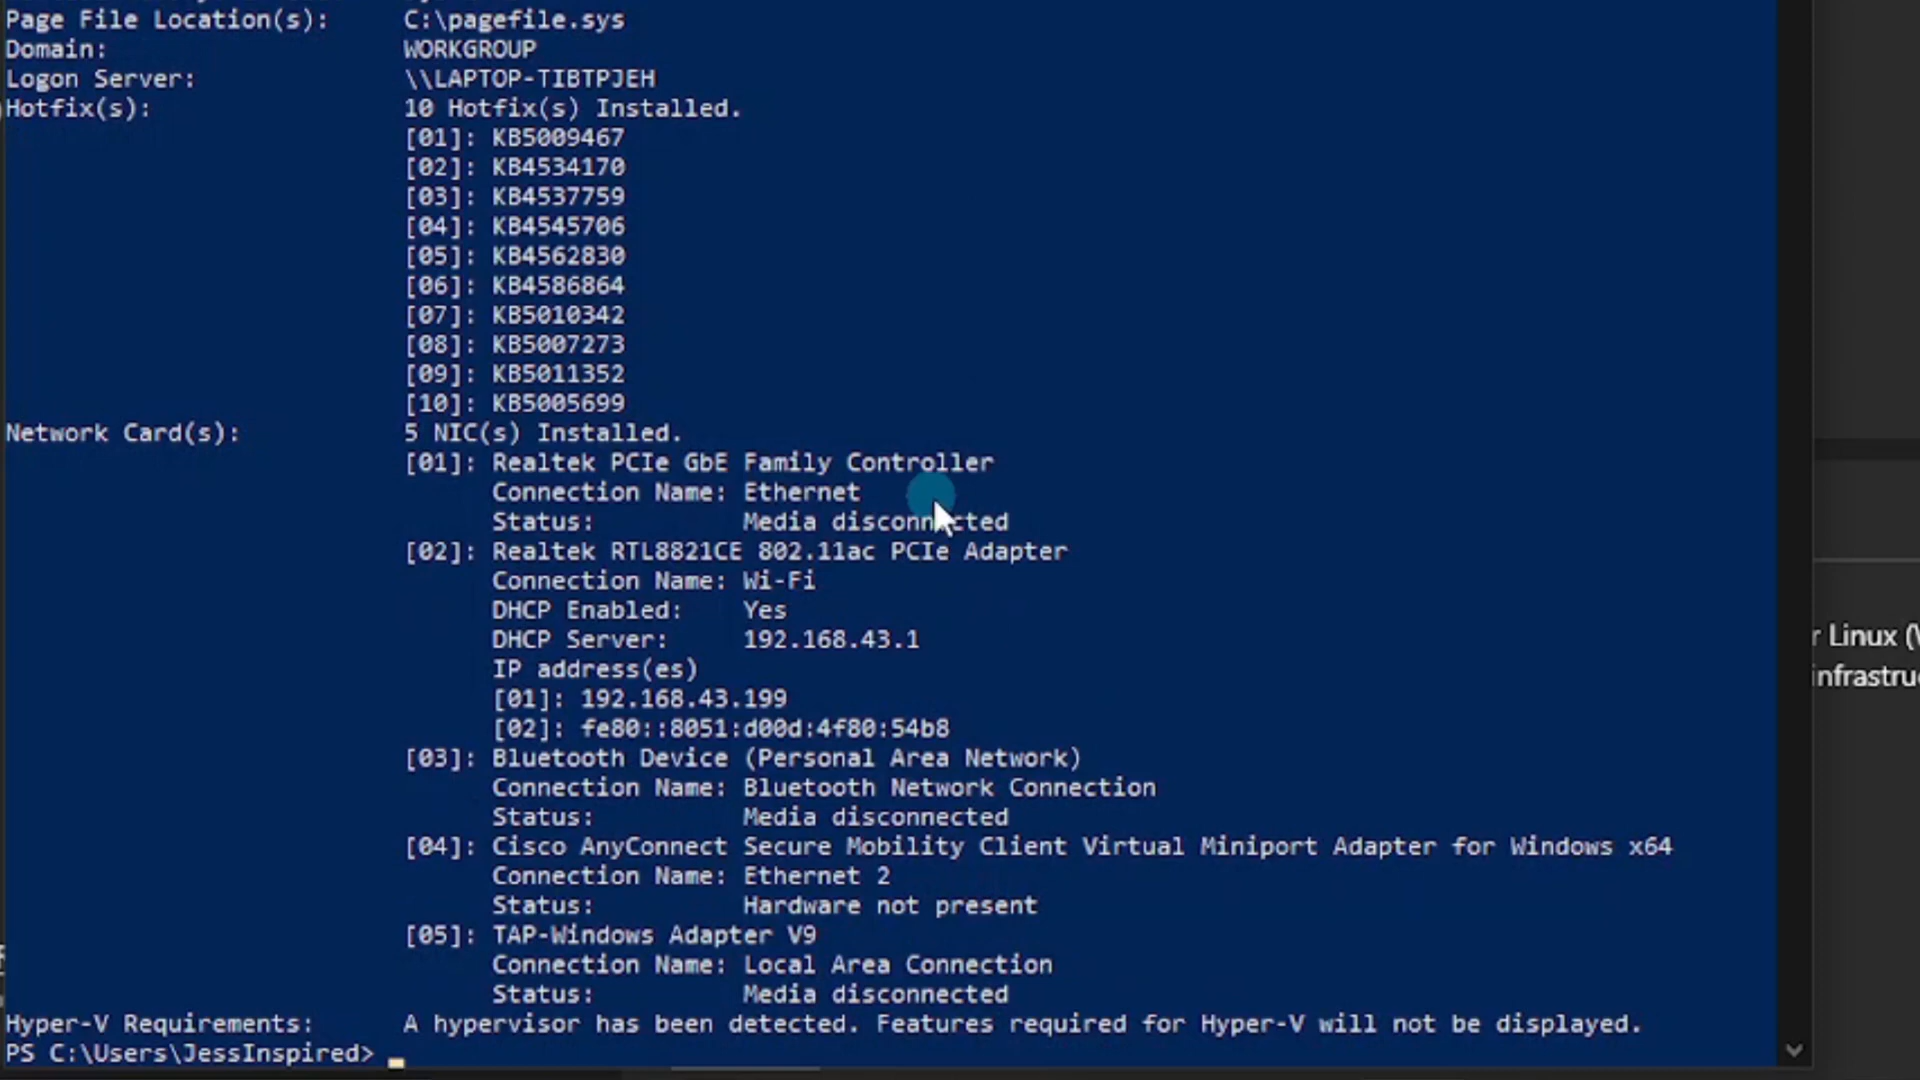 Page File Location(s):    C:\pagefile.sys
Domain:                   WORKGROUP
Logon Server:             \\LAPTOP-TIBTPJEH
Hotfix(s):                10 Hotfix(s) Installed.
                          [01]: KB5009467
                          [02]: KB4534170
                          [03]: KB4537759
                          [04]: KB4545706
                          [05]: KB4562830
                          [06]: KB4586864
                          [07]: KB5010342
                          [08]: KB5007273
                          [09]: KB5011352
                          [10]: KB5005699
Network Card(s):          5 NIC(s) Installed.
                          [01]: Realtek PCIe GbE Family Controller
                                Connection Name: Ethernet
                                Status:          Media disconnected
                          [02]: Realtek RTL8821CE 802.11ac PCIe Adapter
                                Connection Name: Wi-Fi
                                DHCP Enabled:    Yes
                                DHCP Server:     192.168.43.1
                                IP address(es)
                                [01]: 192.168.43.199
                                [02]: fe80::8051:d00d:4f80:54b8
                          [03]: Bluetooth Device (Personal Area Network)
                                Connection Name: Bluetooth Network Connection
                                Status:          Media disconnected
                          [04]: Cisco AnyConnect Secure Mobility Client Virtual Miniport Adapter for Windows x64
                                Connection Name: Ethernet 2
                                Status:          Hardware not present
                          [05]: TAP-Windows Adapter V9
                                Connection Name: Local Area Connection
                                Status:          Media disconnected
Hyper-V Requirements:     A hypervisor has been detected. Features required for Hyper-V will not be displayed.
PS C:\Users\JessInspired>
r Linux (
infrastru